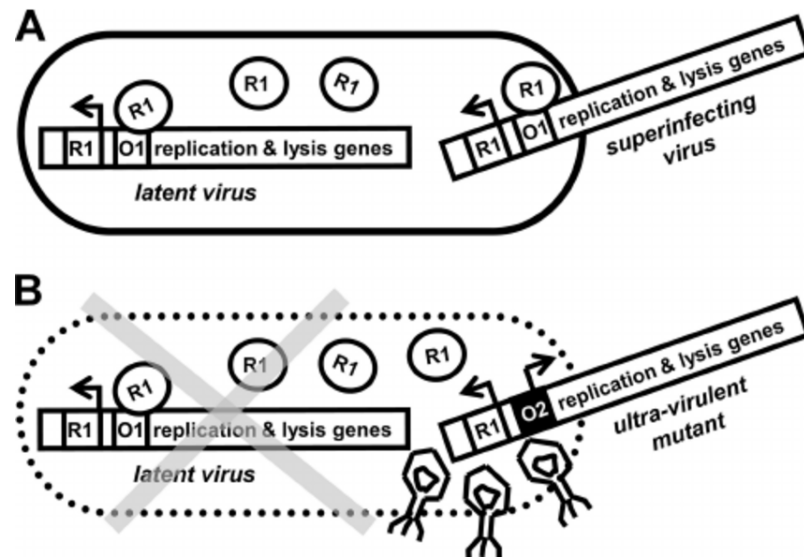 A
R1
R1
R1
R1
R1 O1 replication & lysis genes
latent virus
R1 O1 replication & lysis genes
superinfecting
virus
B
R1
R1
R1
R1
R1 O1 replication & lysis genes
latent virus
R1 O2 replication & lysis genes
ultra-virulent
mutant